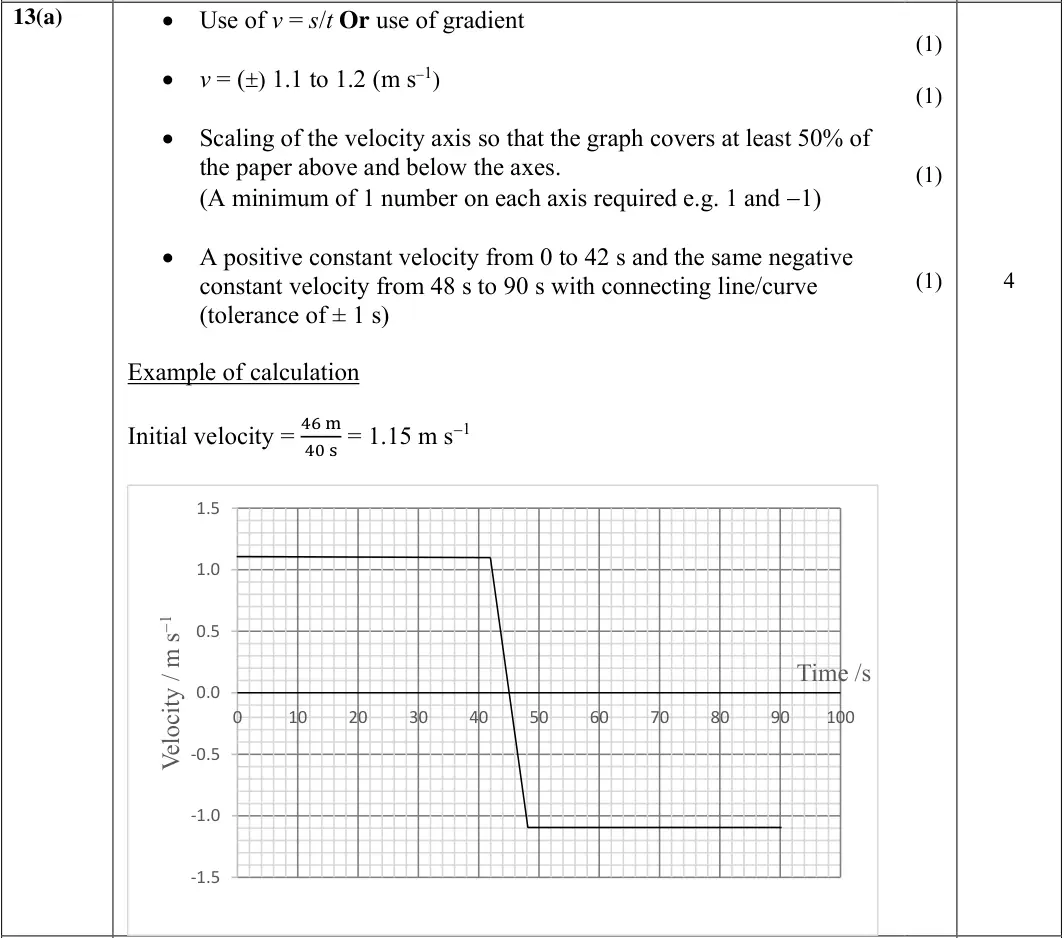 13(a)
• Use of v = s/t Or use of gradient
(1)
• v = (±) 1.1 to 1.2 (m s⁻¹)
(1)
• Scaling of the velocity axis so that the graph covers at least 50% of
the paper above and below the axes.
(1)
(A minimum of 1 number on each axis required e.g. 1 and −1)
• A positive constant velocity from 0 to 42 s and the same negative
constant velocity from 48 s to 90 s with connecting line/curve
(1) 4
(tolerance of ± 1 s)
Example of calculation
Initial velocity = 46 m / 40 s = 1.15 m s⁻¹
1.5
1.0
0.5
0.0
-0.5
-1.0
-1.5
Velocity / m s⁻¹
Time /s
0 10 20 30 40 50 60 70 80 90 100